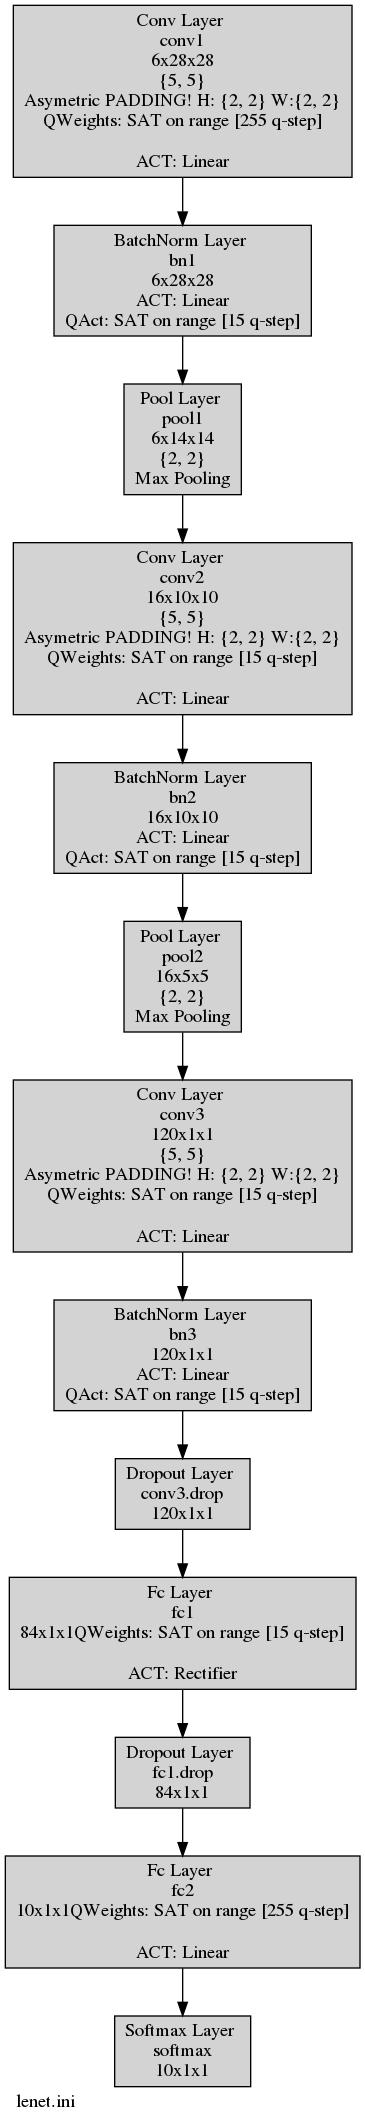 Conv Layer
conv1
6x28x28
{5, 5}
Asymetric PADDING! H: {2, 2} W:{2, 2}
QWeights: SAT on range [255 q-step]
ACT: Linear
BatchNorm Layer
bn1
6x28x28
ACT: Linear
QAct: SAT on range [15 q-step]
Pool Layer
pool1
6x14x14
{2, 2}
Max Pooling
Conv Layer
conv2
16x10x10
{5, 5}
Asymetric PADDING! H: {2, 2} W:{2, 2}
QWeights: SAT on range [15 q-step]
ACT: Linear
BatchNorm Layer
bn2
16x10x10
ACT: Linear
QAct: SAT on range [15 q-step]
Pool Layer
pool2
16x5x5
{2, 2}
Max Pooling
Conv Layer
conv3
120x1x1
{5, 5}
Asymetric PADDING! H: {2, 2} W:{2, 2}
QWeights: SAT on range [15 q-step]
ACT: Linear
BatchNorm Layer
bn3
120x1x1
ACT: Linear
QAct: SAT on range [15 q-step]
Dropout Layer
conv3.drop
120x1x1
Fc Layer
fc1
84x1x1QWeights: SAT on range [15 q-step]
ACT: Rectifier
Dropout Layer
fc1.drop
84x1x1
Fc Layer
fc2
10x1x1QWeights: SAT on range [255 q-step]
ACT: Linear
Softmax Layer
softmax
10x1x1
lenet.ini